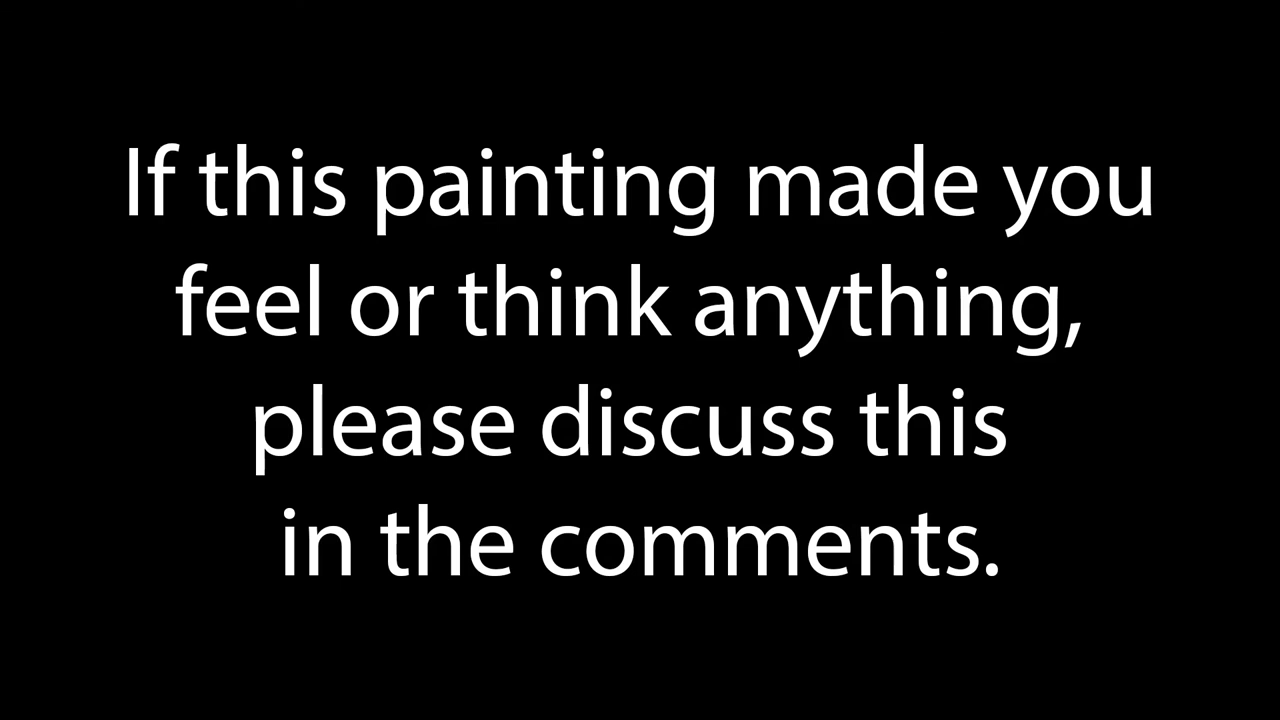 If this painting made you
feel or think anything,
please discuss this
in the comments.